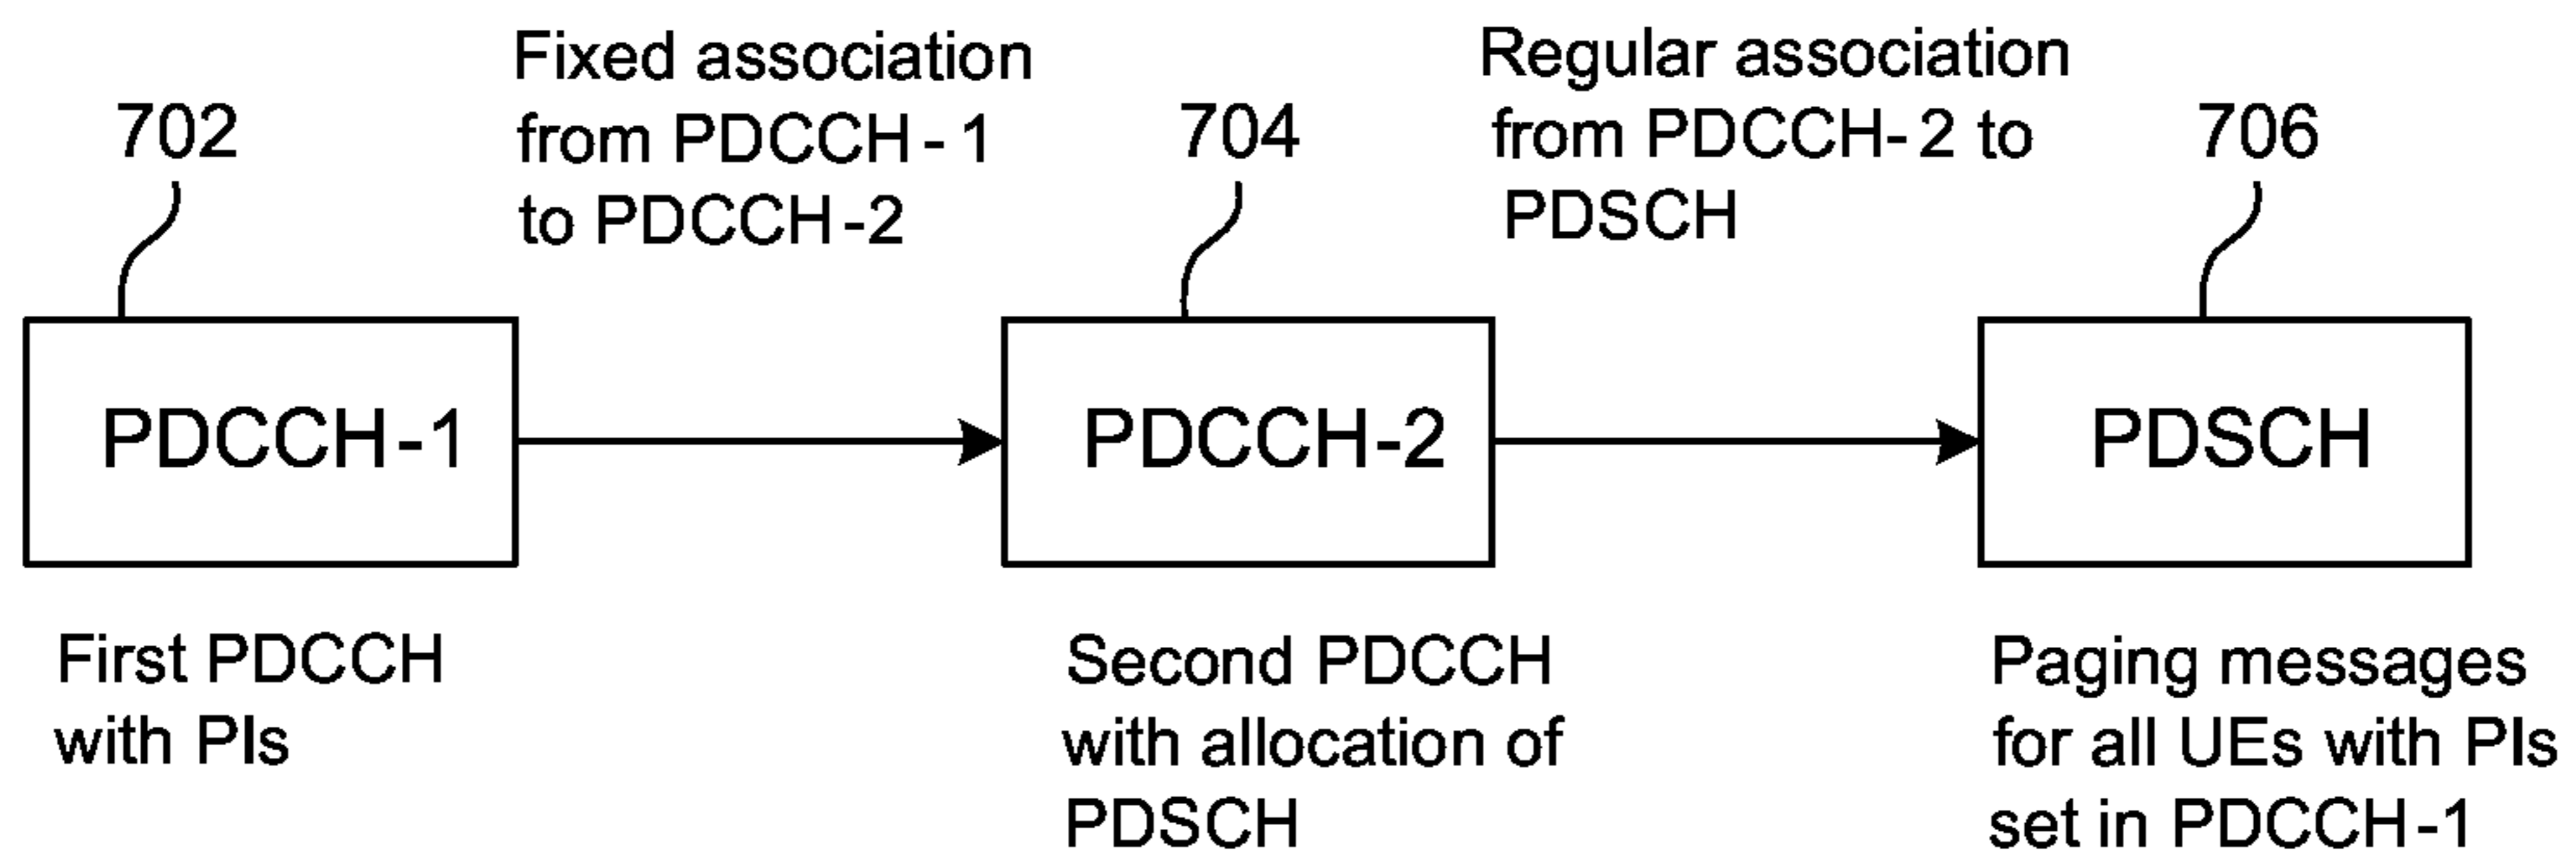 702
Fixed association
from PDCCH-1
to PDCCH-2
704
Regular association
from PDCCH-2 to
PDSCH
706
PDCCH-1
PDCCH-2
PDSCH
First PDCCH
with PIs
Second PDCCH
with allocation of
PDSCH
Paging messages
for all UEs with PIs
set in PDCCH-1